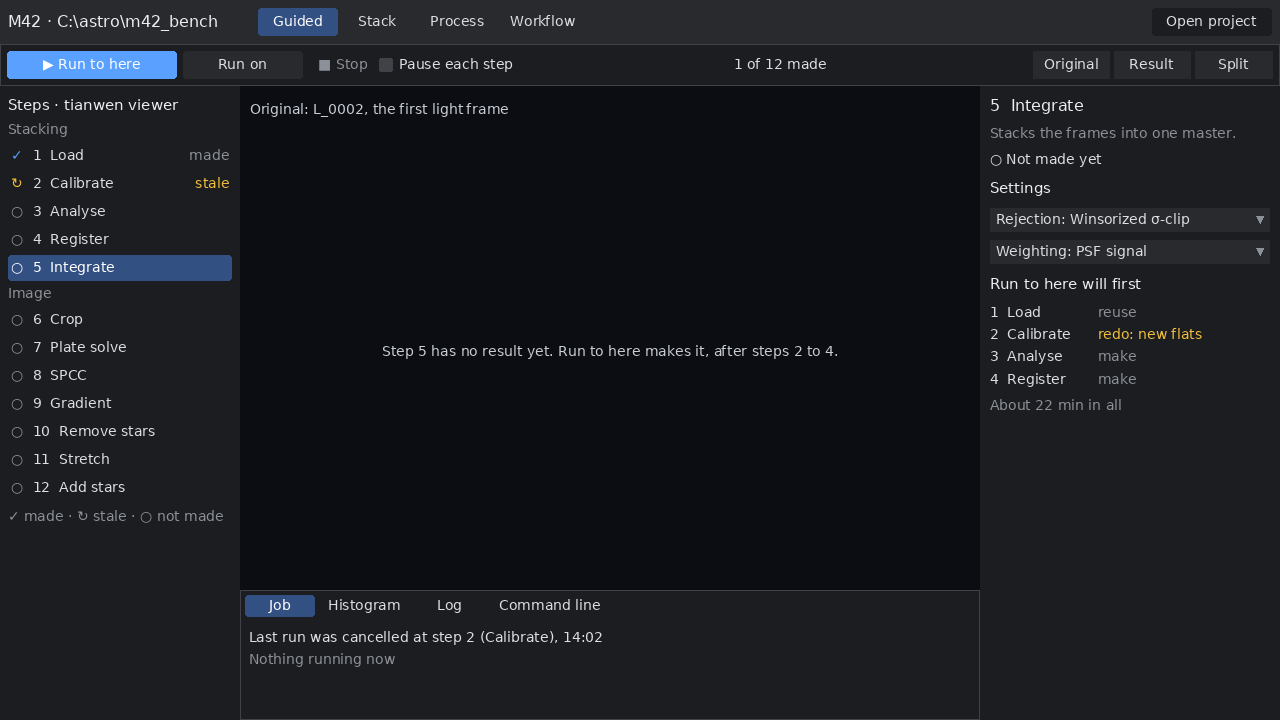 M42 · C:\astro\m42_bench Guided Stack Process Workflow Open project
▶ Run to here Run on ■ Stop Pause each step 1 of 12 made Original Result Split
Steps · tianwen viewer
Stacking
✓ 1 Load made
↻ 2 Calibrate stale
○ 3 Analyse
○ 4 Register
○ 5 Integrate
Image
○ 6 Crop
○ 7 Plate solve
○ 8 SPCC
○ 9 Gradient
○ 10 Remove stars
○ 11 Stretch
○ 12 Add stars
✓ made · ↻ stale · ○ not made
Original: L_0002, the first light frame
Step 5 has no result yet. Run to here makes it, after steps 2 to 4.
Job Histogram Log Command line
Last run was cancelled at step 2 (Calibrate), 14:02
Nothing running now
5 Integrate
Stacks the frames into one master.
○ Not made yet
Settings
Rejection: Winsorized σ-clip ▼
Weighting: PSF signal ▼
Run to here will first
1 Load reuse
2 Calibrate redo: new flats
3 Analyse make
4 Register make
About 22 min in all